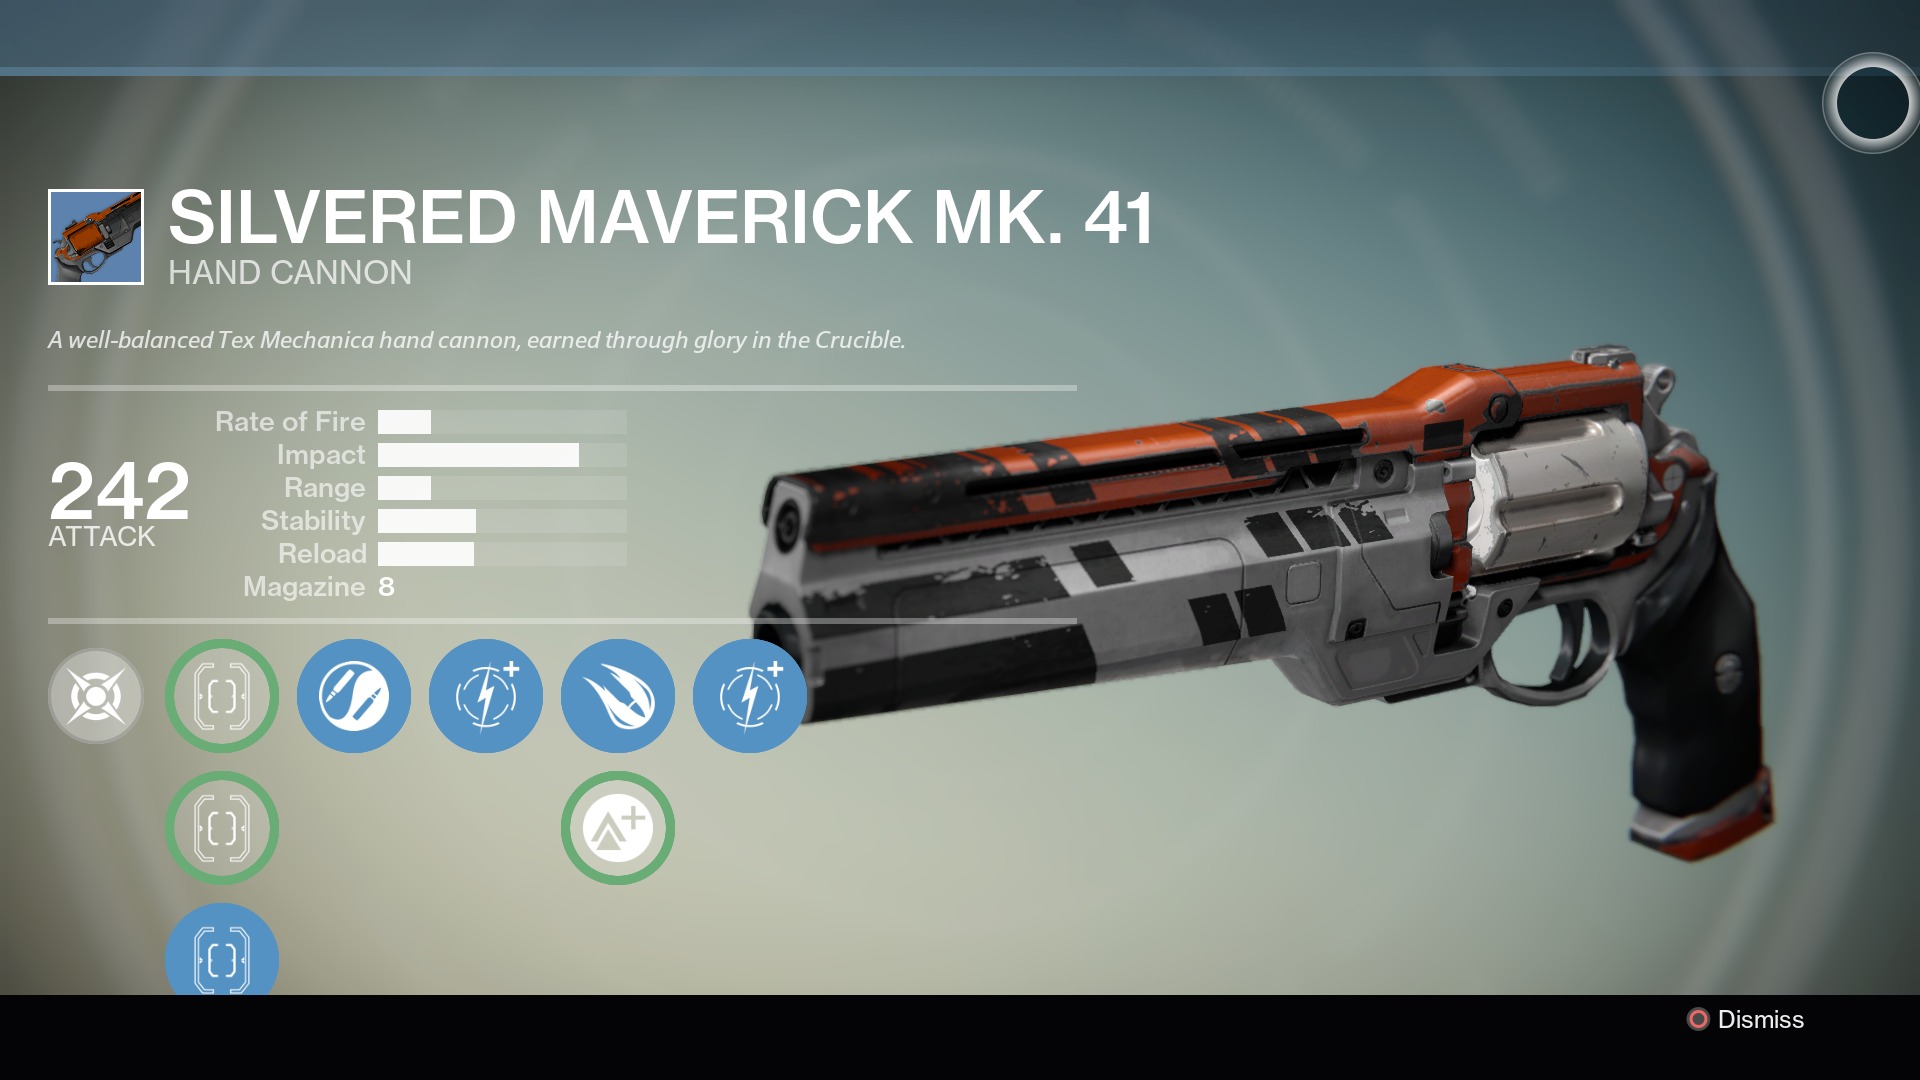 SILVERED MAVERICK MK. 41
HAND CANNON
A well-balanced Tex Mechanica hand cannon, earned through glory in the Crucible.
242
ATTACK
Rate of Fire
Impact
Range
Stability
Reload
Magazine 8
Dismiss